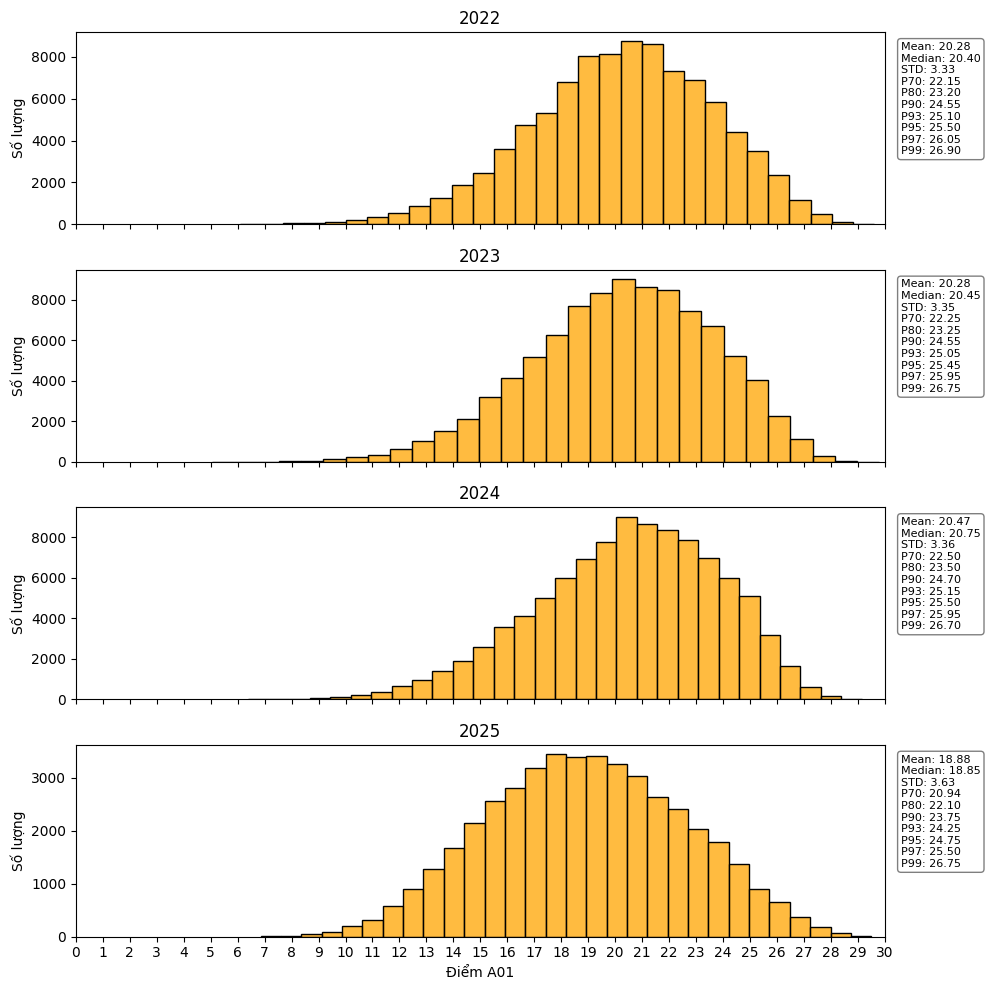 2022
8000
6000
4000
2000
0
Số lượng
Mean: 20.28
Median: 20.40
STD: 3.33
P70: 22.15
P80: 23.20
P90: 24.55
P93: 25.10
P95: 25.50
P97: 26.05
P99: 26.90
2023
8000
6000
4000
2000
0
Số lượng
Mean: 20.28
Median: 20.45
STD: 3.35
P70: 22.25
P80: 23.25
P90: 24.55
P93: 25.05
P95: 25.45
P97: 25.95
P99: 26.75
2024
8000
6000
4000
2000
0
Số lượng
Mean: 20.47
Median: 20.75
STD: 3.36
P70: 22.50
P80: 23.50
P90: 24.70
P93: 25.15
P95: 25.50
P97: 25.95
P99: 26.70
2025
3000
2000
1000
0
Số lượng
Mean: 18.88
Median: 18.85
STD: 3.63
P70: 20.94
P80: 22.10
P90: 23.75
P93: 24.25
P95: 24.75
P97: 25.50
P99: 26.75
0 1 2 3 4 5 6 7 8 9 10 11 12 13 14 15 16 17 18 19 20 21 22 23 24 25 26 27 28 29 30
Điểm A01